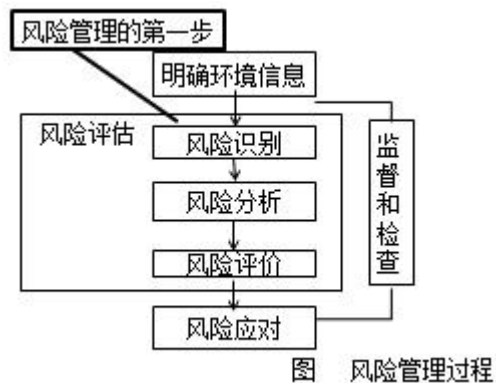 风险管理的第一步
明确环境信息
风险评估
风险识别
监督和检查
风险分析
风险评价
风险应对
图 风险管理过程